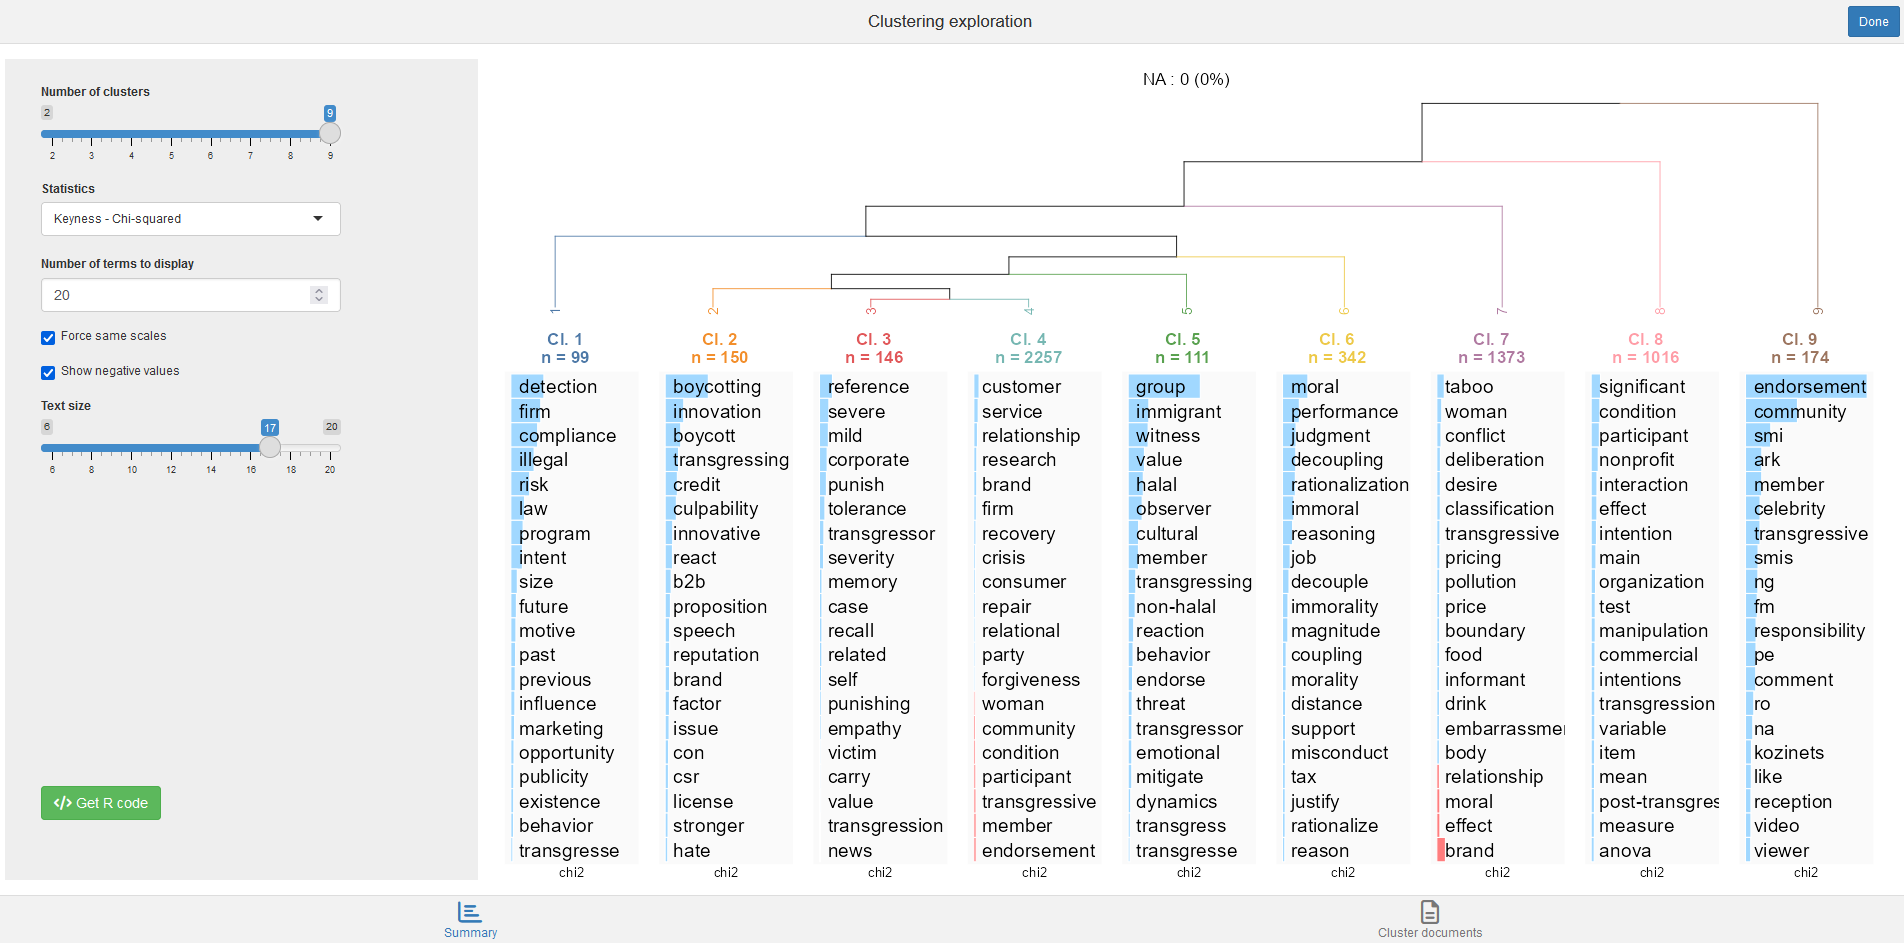 Clustering exploration
Done
Number of clusters
2
9
2 3 4 5 6 7 8 9
Statistics
Keyness - Chi-squared
Number of terms to display
20
Force same scales
Show negative values
Text size
6
17
20
6 8 10 12 14 16 18 20
</> Get R code
NA : 0 (0%)
1 2 3 4 5 6 7 8 9
Cl. 1
n = 99
detection
firm
compliance
illegal
risk
law
program
intent
size
future
motive
past
previous
influence
marketing
opportunity
publicity
existence
behavior
transgresse
chi2
Cl. 2
n = 150
boycotting
innovation
boycott
transgressing
credit
culpability
innovative
react
b2b
proposition
speech
reputation
brand
factor
issue
con
csr
license
stronger
hate
chi2
Cl. 3
n = 146
reference
severe
mild
corporate
punish
tolerance
transgressor
severity
memory
case
recall
related
self
punishing
empathy
victim
carry
value
transgression
news
chi2
Cl. 4
n = 2257
customer
service
relationship
research
brand
firm
recovery
crisis
consumer
repair
relational
party
forgiveness
woman
community
condition
participant
transgressive
member
endorsement
chi2
Cl. 5
n = 111
group
immigrant
witness
value
halal
observer
cultural
member
transgressing
non-halal
reaction
behavior
endorse
threat
transgressor
emotional
mitigate
dynamics
transgress
transgresse
chi2
Cl. 6
n = 342
moral
performance
judgment
decoupling
rationalization
immoral
reasoning
job
decouple
immorality
magnitude
coupling
morality
distance
support
misconduct
tax
justify
rationalize
reason
chi2
Cl. 7
n = 1373
taboo
woman
conflict
deliberation
desire
classification
transgressive
pricing
pollution
price
boundary
food
informant
drink
embarrassme
body
relationship
moral
effect
brand
chi2
Cl. 8
n = 1016
significant
condition
participant
nonprofit
interaction
effect
intention
main
organization
test
manipulation
commercial
intentions
transgression
variable
item
mean
post-transgres
measure
anova
chi2
Cl. 9
n = 174
endorsement
community
smi
ark
member
celebrity
transgressive
smis
ng
fm
responsibility
pe
comment
ro
na
kozinets
like
reception
video
viewer
chi2
Summary
Cluster documents